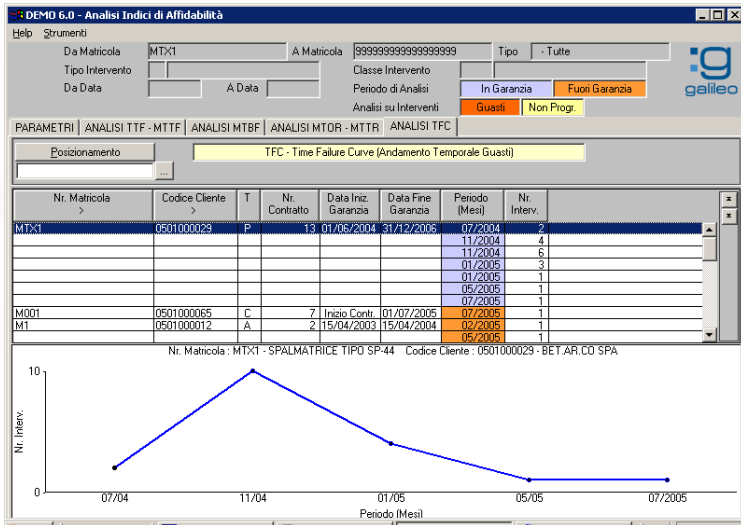 DEMO 6.0 - Analisi Indici di Affidabilità
Help Strumenti
Da Matricola MTX1 A Matricola 9999999999999999999 Tipo - Tutte
Tipo Intervento Classe Intervento
Da Data A Data Periodo di Analisi In Garanzia Fuori Garanzia
Analisi su Interventi Guasti Non Progr.
:g galileo
PARAMETRI ANALISI TTF - MTTF ANALISI MTBF ANALISI MTOR - MTTR ANALISI TFC
Posizionamento TFC - Time Failure Curve (Andamento Temporale Guasti)
...
Nr. Matricola Codice Cliente T Nr. Data Iniz. Data Fine Periodo Nr.
> > Contratto Garanzia Garanzia (Mesi) Interv.
MTX1 0501000029 P 13 01/06/2004 31/12/2006 07/2004 2
11/2004 4
11/2004 6
01/2005 3
01/2005 1
05/2005 1
07/2005 1
M001 0501000065 C 7 Inizio Contr. 01/07/2005 07/2005 1
M1 0501000012 A 2 15/04/2003 15/04/2004 02/2005 1
05/2005 1
Nr. Matricola : MTX1 - SPALMATRICE TIPO SP-44 Codice Cliente : 0501000029 - BET.AR.CO SPA
10
Nr. Interv.
0
07/04 11/04 01/05 05/05 07/2005
Periodo (Mesi)